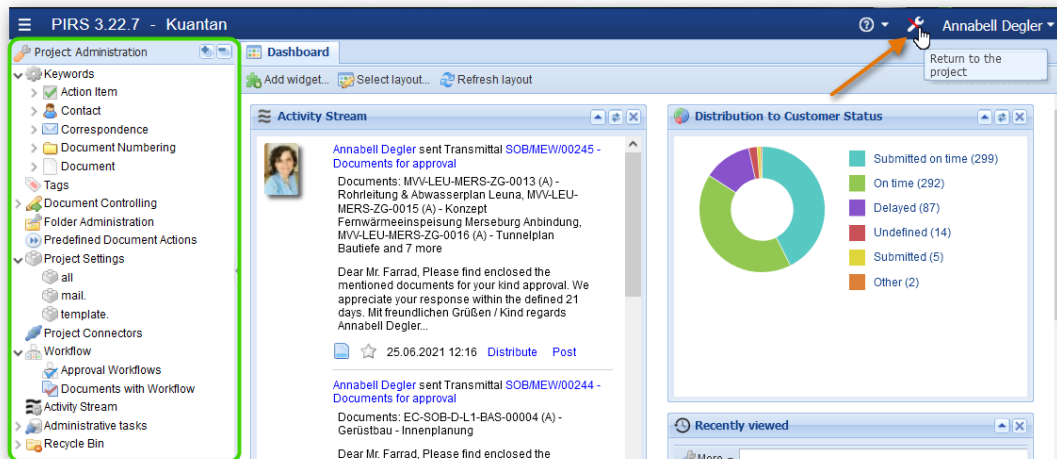 PIRS 3.22.7 - Kuantan
Annabell Degler
Return to the
project
Project Administration
Keywords
Action Item
Contact
Correspondence
Document Numbering
Document
Tags
Document Controlling
Folder Administration
Predefined Document Actions
Project Settings
all
mail.
template.
Project Connectors
Workflow
Approval Workflows
Documents with Workflow
Activity Stream
Administrative tasks
Recycle Bin
Dashboard
Add widget... Select layout... Refresh layout
Activity Stream
Annabell Degler sent Transmittal SOB/MEW/00245 -
Documents for approval
Documents: MVV-LEU-MERS-ZG-0013 (A) -
Rohrleitung & Abwasserplan Leuna, MVV-LEU-
MERS-ZG-0015 (A) - Konzept
Fernwärmeeinspeisung Merseburg Anbindung,
MVV-LEU-MERS-ZG-0016 (A) - Tunnelplan
Bautiefe and 7 more
Dear Mr. Farrad, Please find enclosed the
mentioned documents for your kind approval. We
appreciate your response within the defined 21
days. Mit freundlichen Grüßen / Kind regards
Annabell Degler...
25.06.2021 12:16 Distribute Post
Annabell Degler sent Transmittal SOB/MEW/00244 -
Documents for approval
Documents: EC-SOB-D-L1-BAS-00004 (A) -
Gerüstbau - Innenplanung
Dear Mr. Farrad, Please find enclosed the
Distribution to Customer Status
Submitted on time (299)
On time (292)
Delayed (87)
Undefined (14)
Submitted (5)
Other (2)
Recently viewed
More